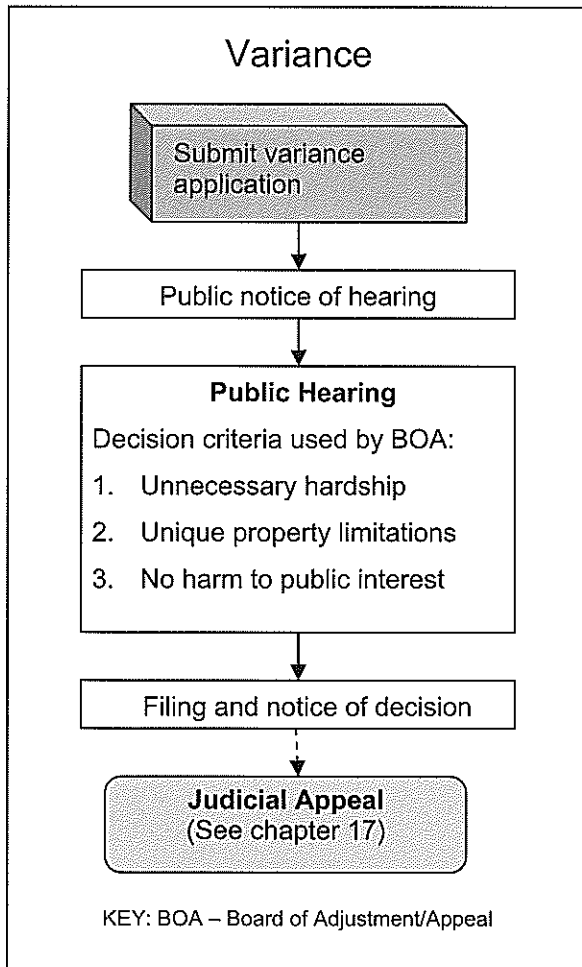 Variance
Submit variance
application
Public notice of hearing
Public Hearing
Decision criteria used by BOA:
1. Unnecessary hardship
2. Unique property limitations
3. No harm to public interest
Filing and notice of decision
Judicial Appeal
(See chapter 17)
KEY: BOA – Board of Adjustment/Appeal